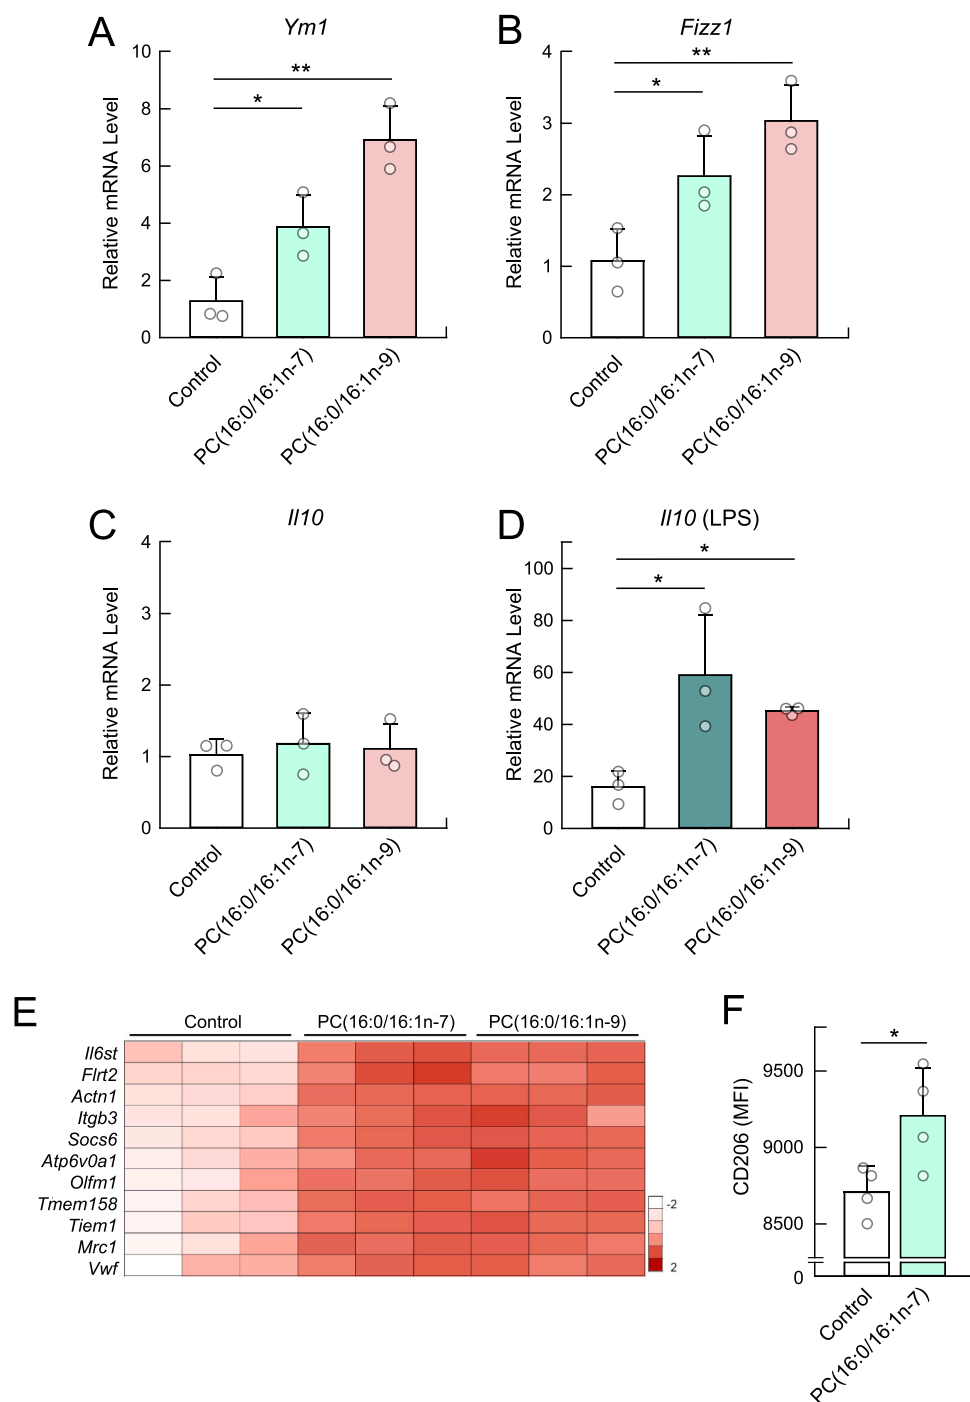 A
Ym1
Relative mRNA Level
10
8
6
4
2
0
**
*
Control
PC(16:0/16:1n-7)
PC(16:0/16:1n-9)
B
Fizz1
Relative mRNA Level
4
3
2
1
0
**
*
Control
PC(16:0/16:1n-7)
PC(16:0/16:1n-9)
C
Il10
Relative mRNA Level
4
3
2
1
0
Control
PC(16:0/16:1n-7)
PC(16:0/16:1n-9)
D
Il10 (LPS)
Relative mRNA Level
100
80
60
40
20
0
*
*
Control
PC(16:0/16:1n-7)
PC(16:0/16:1n-9)
E
Control
PC(16:0/16:1n-7)
PC(16:0/16:1n-9)
Il6st
Flrt2
Actn1
Itgb3
Socs6
Atp6v0a1
Olfm1
Tmem158
Tiem1
Mrc1
Vwf
-2
2
F
CD206 (MFI)
9500
9000
8500
0
*
Control
PC(16:0/16:1n-7)